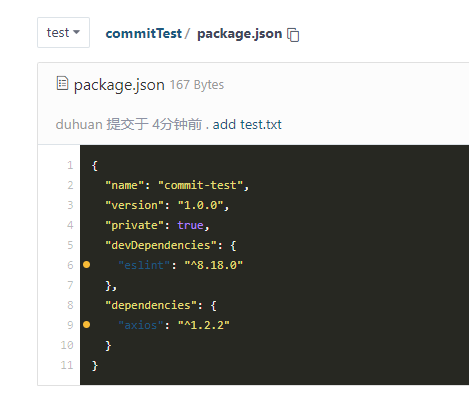 test commitTest / package.json
package.json 167 Bytes
duhuan 提交于 4分钟前 . add test.txt
1 {
2 "name": "commit-test",
3 "version": "1.0.0",
4 "private": true,
5 "devDependencies": {
6 "eslint": "^8.18.0"
7 },
8 "dependencies": {
9 "axios": "^1.2.2"
10 }
11 }